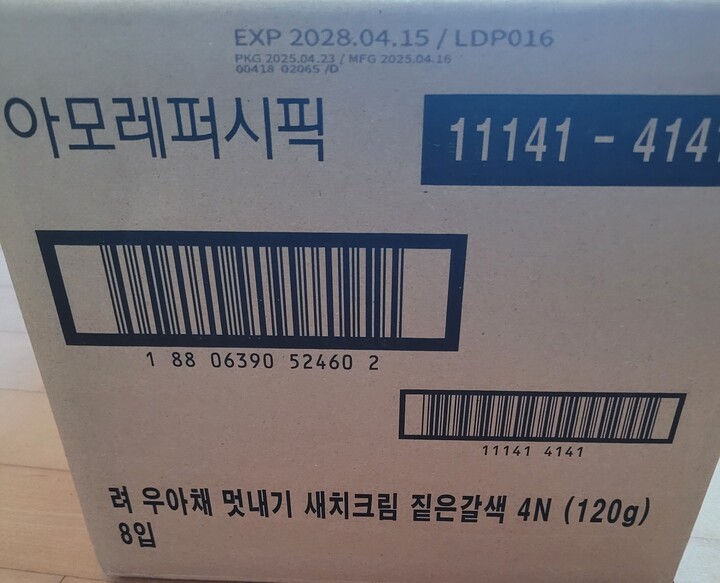 EXP 2028.04.15 / LDP016
PKG 2025.04.23 / MFG 2025.04.16
00418 02065 /D
아모레퍼시픽
11141 - 4141
1 88 06390 52460 2
11141 4141
려 우아채 멋내기 새치크림 짙은갈색 4N (120g)
8입